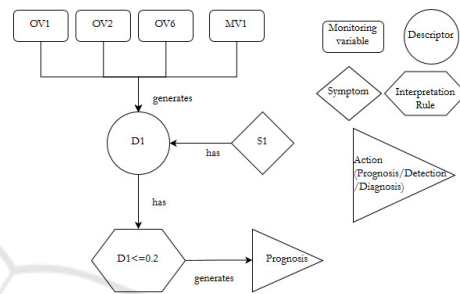 OV1
OV2
OV6
MV1
Monitoring
variable
Descriptor
generates
Symptom
Interpretation
Rule
D1
has
S1
Action
(Prognosis/Detection
/Diagnosis)
has
D1<=0.2
generates
Prognosis